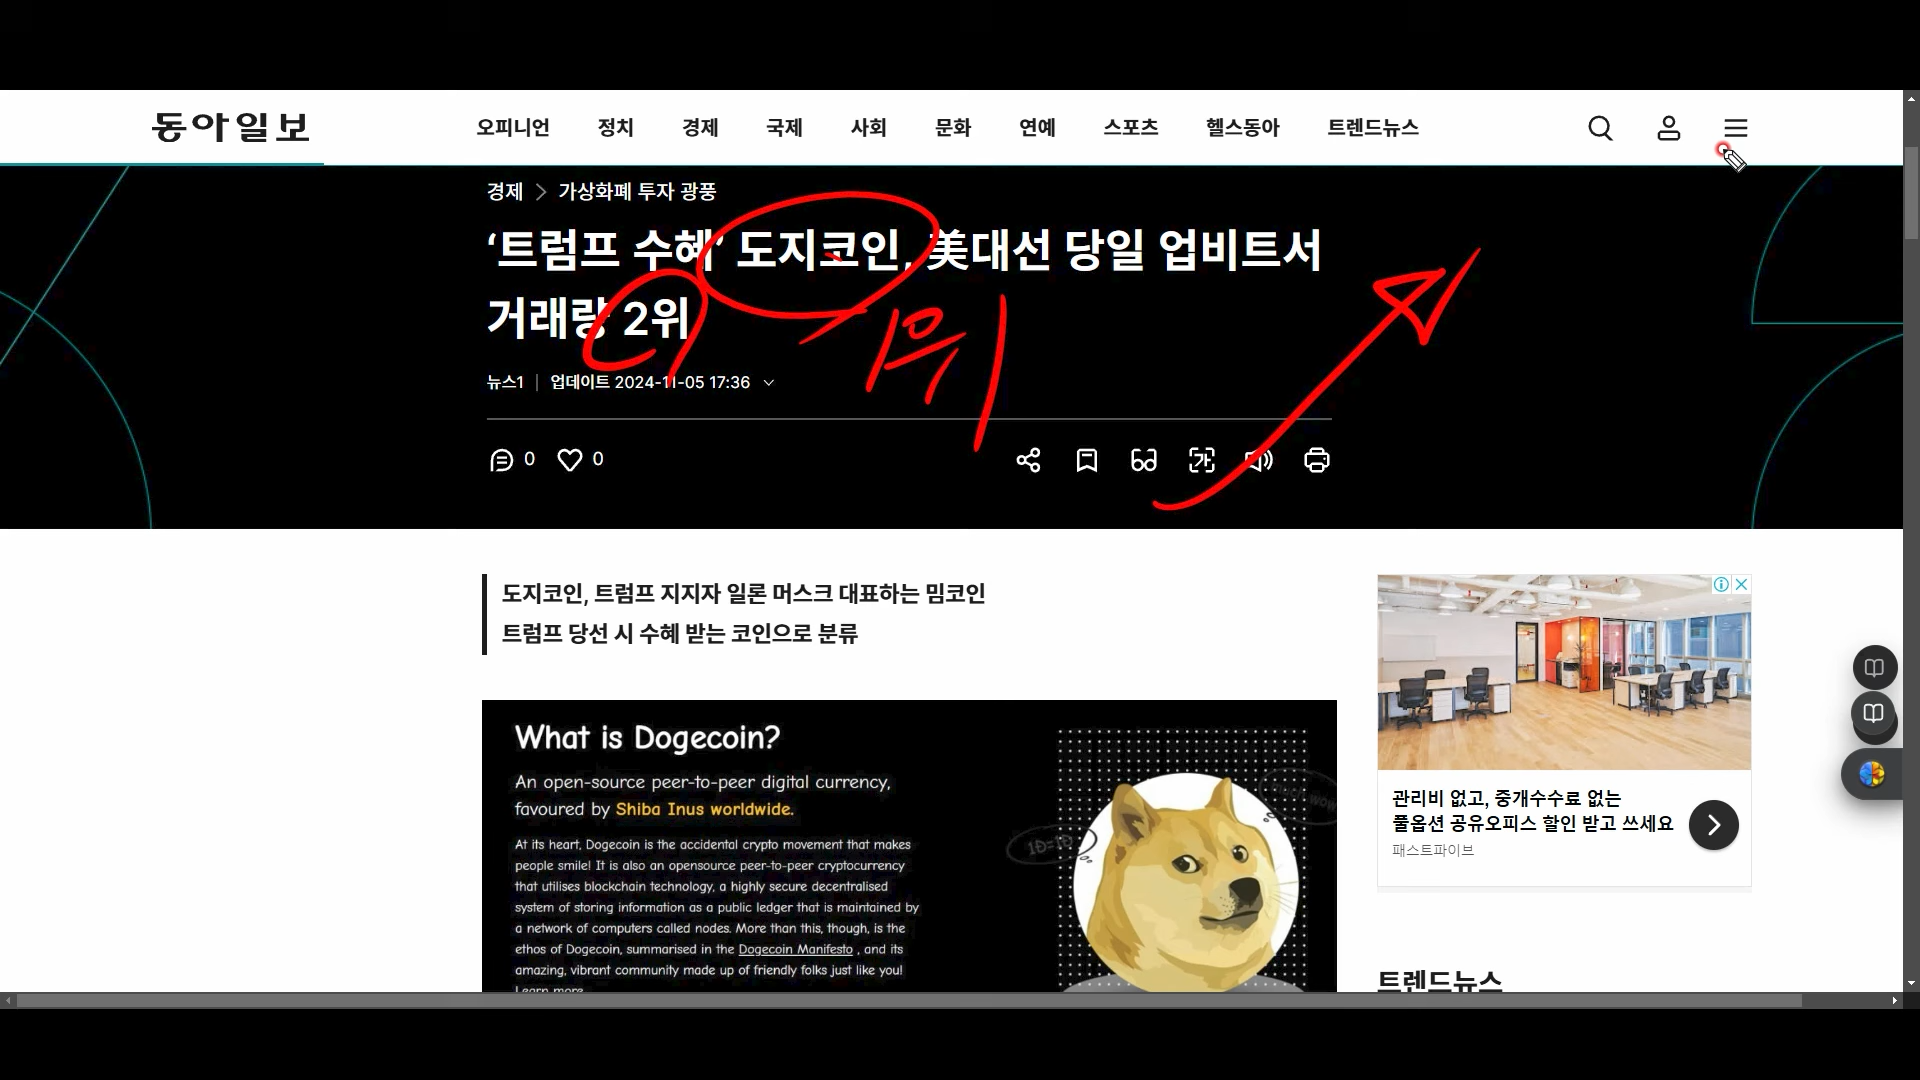 동아일보
오피니언 정치 경제 국제 사회 문화 연예 스포츠 헬스동아 트렌드뉴스
경제 > 가상화폐 투자 광풍
‘트럼프 수혜’ 도지코인, 美대선 당일 업비트서
거래량 2위
1위
뉴스1 | 업데이트 2024-11-05 17:36
0 0
가
도지코인, 트럼프 지지자 일론 머스크 대표하는 밈코인
트럼프 당선 시 수혜 받는 코인으로 분류
What is Dogecoin?
An open-source peer-to-peer digital currency,
favoured by Shiba Inus worldwide.
At its heart, Dogecoin is the accidental crypto movement that makes
people smile! It is also an opensource peer-to-peer cryptocurrency
that utilises blockchain technology, a highly secure decentralised
system of storing information as a public ledger that is maintained by
a network of computers called nodes. More than this, though, is the
ethos of Dogecoin, summarised in the Dogecoin Manifesto , and its
amazing, vibrant community made up of friendly folks just like you!
Learn more
1Ð=1Ð
much wow
관리비 없고, 중개수수료 없는
풀옵션 공유오피스 할인 받고 쓰세요
패스트파이브
트렌드뉴스